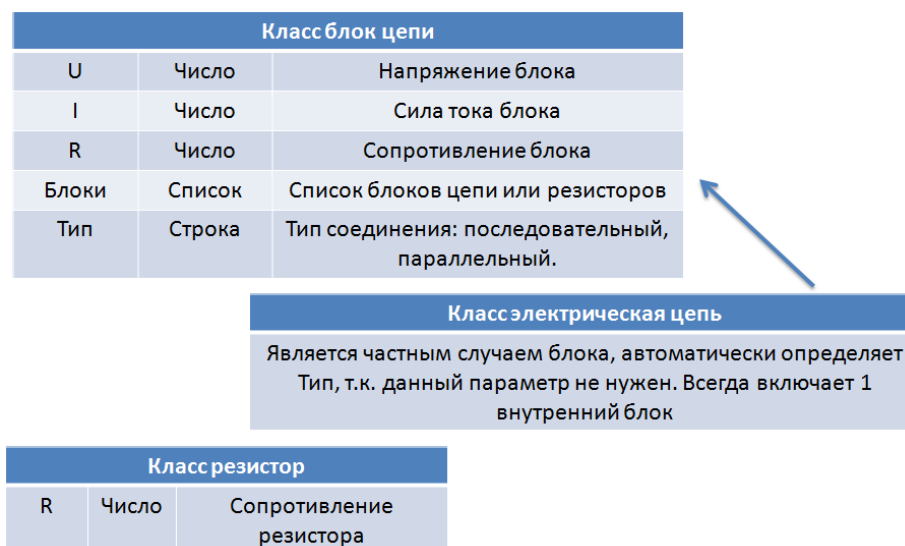 Класс блок цепи
U Число Напряжение блока
I Число Сила тока блока
R Число Сопротивление блока
Блоки Список Список блоков цепи или резисторов
Тип Строка Тип соединения: последовательный,
параллельный.
Класс электрическая цепь
Является частным случаем блока, автоматически определяет
Тип, т.к. данный параметр не нужен. Всегда включает 1
внутренний блок
Класс резистор
R Число Сопротивление
резистора